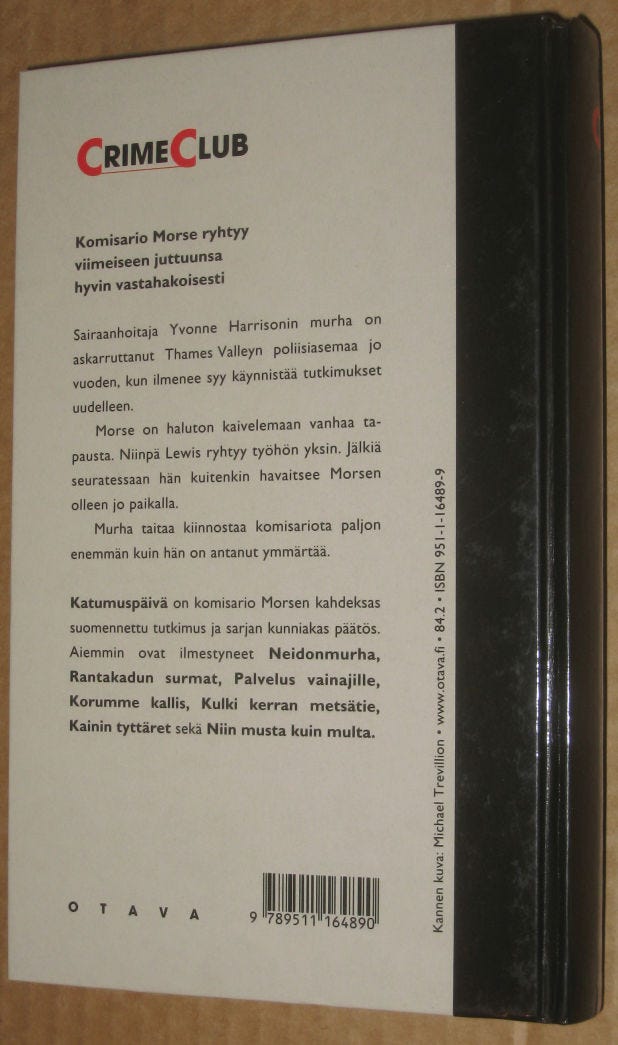 CRIMECLUB
Komisario Morse ryhtyy
viimeiseen juttuunsa
hyvin vastahakoisesti
Sairaanhoitaja Yvonne Harrisonin murha on
askarruttanut Thames Valleyn poliisiasemaa jo
vuoden, kun ilmenee syy käynnistää tutkimukset
uudelleen.
Morse on haluton kaivelemaan vanhaa ta-
pausta. Niinpä Lewis ryhtyy työhön yksin. Jälkiä
seuratessaan hän kuitenkin havaitsee Morsen
olleen jo paikalla.
Murha taitaa kiinnostaa komisariota paljon
enemmän kuin hän on antanut ymmärtää.
Katumuspäivä on komisario Morsen kahdeksas
suomennettu tutkimus ja sarjan kunniakas päätös.
Aiemmin ovat ilmestyneet Neidonmurha,
Rantakadun surmat, Palvelus vainajille,
Korumme kallis, Kulki kerran metsätie,
Kainin tyttäret sekä Niin musta kuin multa.
OTAVA
9 789511 164890
Kannen kuva: Michael Trevillion • www.otava.fi • 84.2 • ISBN 951-1-16489-9